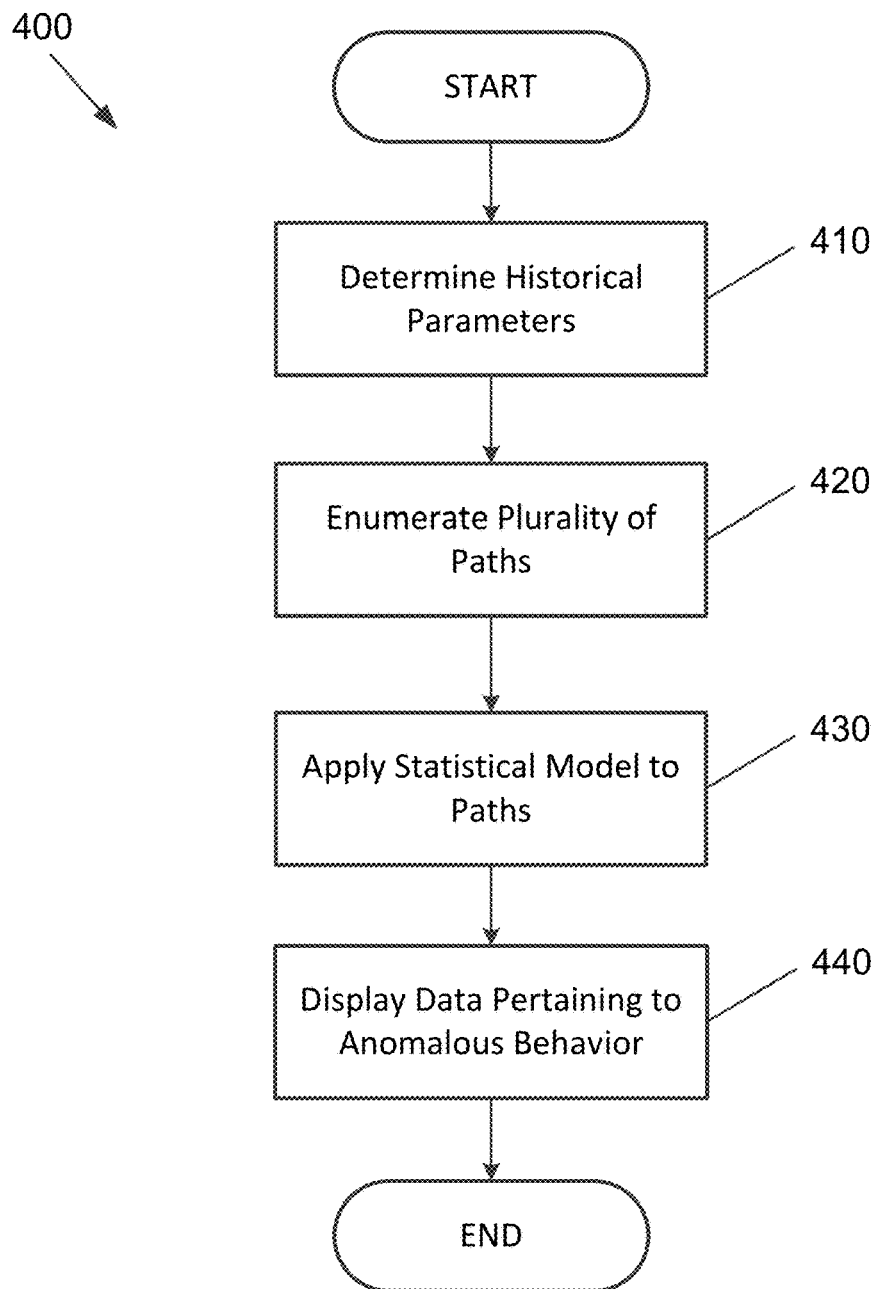 400
START
Determine Historical
Parameters
410
Enumerate Plurality of
Paths
420
Apply Statistical Model to
Paths
430
Display Data Pertaining to
Anomalous Behavior
440
END